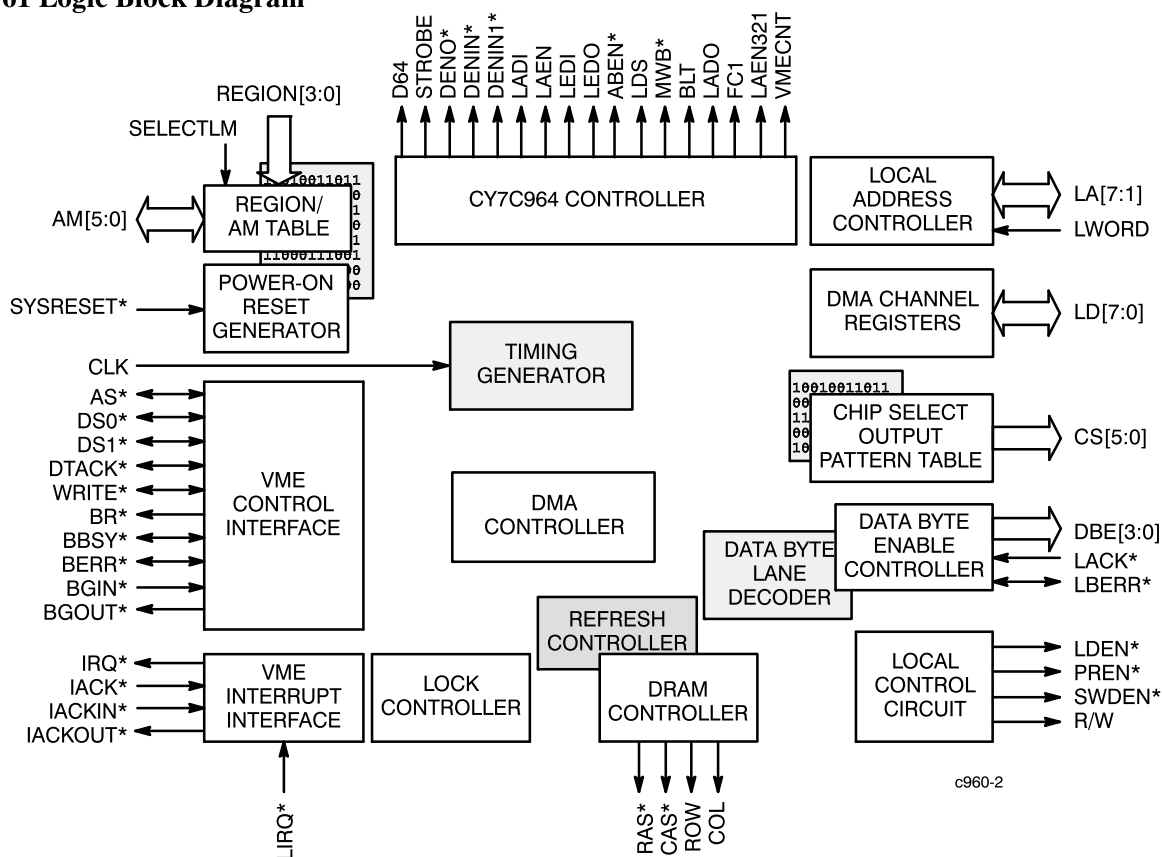 61 Logic Block Diagram
D64
STROBE
DENO*
DENIN*
DENIN1*
LADI
LAEN
LEDI
LEDO
ABEN*
LDS
MWB*
BLT
LADO
FC1
LAEN321
VMECNT
REGION[3:0]
SELECTLM
AM[5:0]
REGION/
AM TABLE
11000111001
CY7C964 CONTROLLER
LOCAL
ADDRESS
CONTROLLER
LA[7:1]
LWORD
SYSRESET*
POWER-ON
RESET
GENERATOR
DMA CHANNEL
REGISTERS
LD[7:0]
CLK
TIMING
GENERATOR
10010011011
00
11
00
10
CHIP SELECT
OUTPUT
PATTERN TABLE
CS[5:0]
AS*
DS0*
DS1*
DTACK*
WRITE*
BR*
BBSY*
BERR*
BGIN*
BGOUT*
VME
CONTROL
INTERFACE
DMA
CONTROLLER
DATA BYTE
LANE
DECODER
DATA BYTE
ENABLE
CONTROLLER
DBE[3:0]
LACK*
LBERR*
REFRESH
CONTROLLER
IRQ*
IACK*
IACKIN*
IACKOUT*
VME
INTERRUPT
INTERFACE
LOCK
CONTROLLER
DRAM
CONTROLLER
LOCAL
CONTROL
CIRCUIT
LDEN*
PREN*
SWDEN*
R/W
LIRQ*
RAS*
CAS*
ROW
COL
c960-2